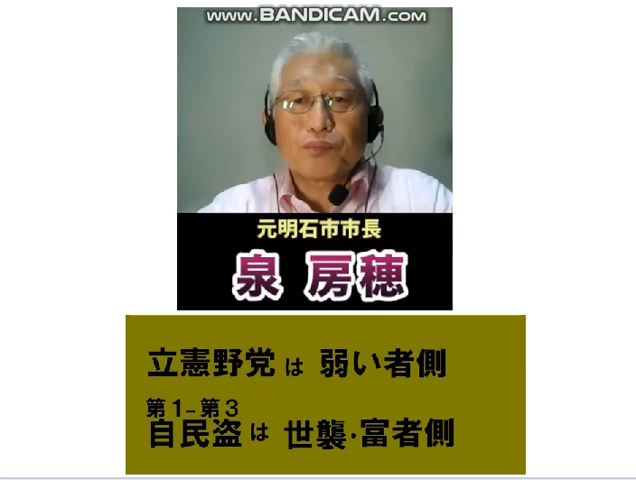 www.BANDICAM.com
元明石市市長
泉 房穂
立憲野党は 弱い者側
第1-第3
自民盗は 世襲・富者側